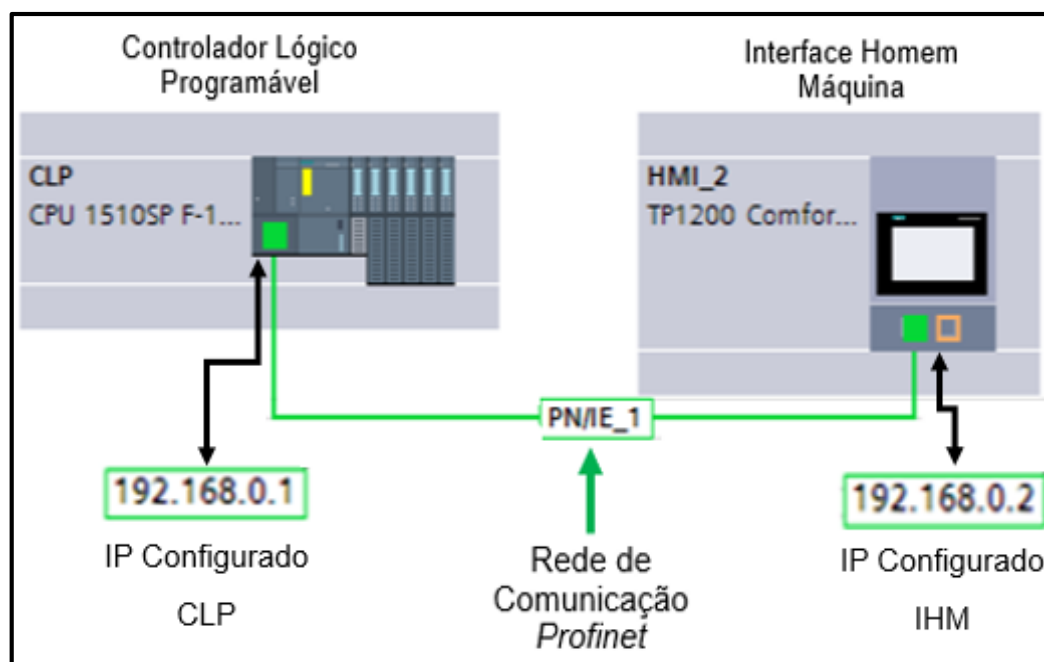 Controlador Lógico
Programável
Interface Homem
Máquina
CLP
CPU 1510SP F-1...
HMI_2
TP1200 Comfor...
PN/IE_1
192.168.0.1
192.168.0.2
IP Configurado
CLP
Rede de
Comunicação
Profinet
IP Configurado
IHM